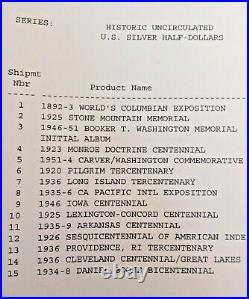 SERIES:
HISTORIC UNCIRCULATED
U.S. SILVER HALF-DOLLARS
Shipmt
Nbr Product Name
1 1892-3 WORLD'S COLUMBIAN EXPOSITION
2 1925 STONE MOUNTAIN MEMORIAL
3 1946-51 BOOKER T. WASHINGTON MEMORIAL
INITIAL ALBUM
4 1923 MONROE DOCTRINE CENTENNIAL
5 1951-4 CARVER/WASHINGTON COMMEMORATIVE
6 1920 PILGRIM TERCENTENARY
7 1936 LONG ISLAND TERCENTENARY
8 1935-6 CA PACIFIC INTL EXPOSITION
9 1946 IOWA CENTENNIAL
10 1925 LEXINGTON-CONCORD CENTENNIAL
11 1935-9 ARKANSAS CENTENNIAL
12 1926 SESQUICENTENNIAL OF AMERICAN INDE
13 1936 PROVIDENCE, RI TERCENTENARY
14 1936 CLEVELAND CENTENNIAL/GREAT LAKES
15 1934-8 DANIEL BICENTENNIAL